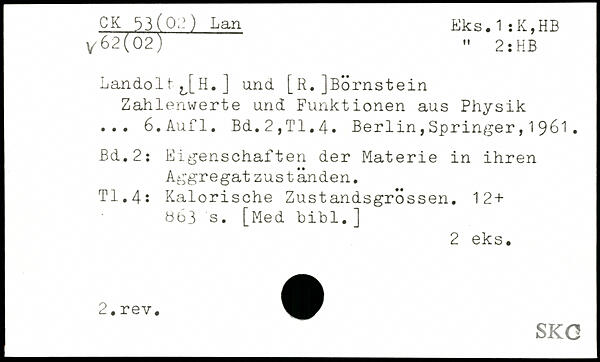 CK 53(02) Lan
Eks.1:K,HB
√62(02)
" 2:HB
Landolt,[H.] und [R.]Börnstein
Zahlenwerte und Funktionen aus Physik
... 6.Aufl. Bd.2,Tl.4. Berlin,Springer,1961.
Bd.2: Eigenschaften der Materie in ihren
Aggregatzuständen.
Tl.4: Kalorische Zustandsgrössen. 12+
863 s. [Med bibl.]
2 eks.
2.rev.
SKC